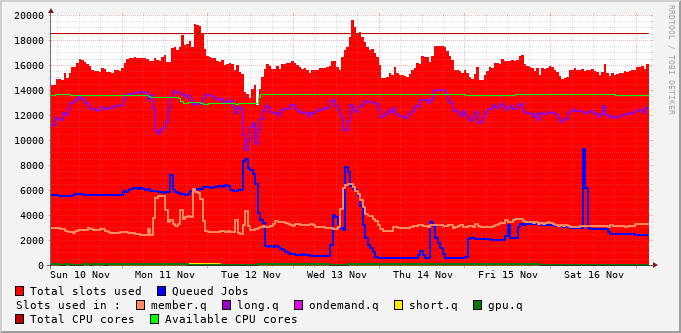 RRDTOOL / TOBI OETIKER
20000
18000
16000
14000
12000
10000
8000
6000
4000
2000
0
Sun 10 Nov Mon 11 Nov Tue 12 Nov Wed 13 Nov Thu 14 Nov Fri 15 Nov Sat 16 Nov
Total slots used Queued Jobs
Slots used in : member.q long.q ondemand.q short.q gpu.q
Total CPU cores Available CPU cores